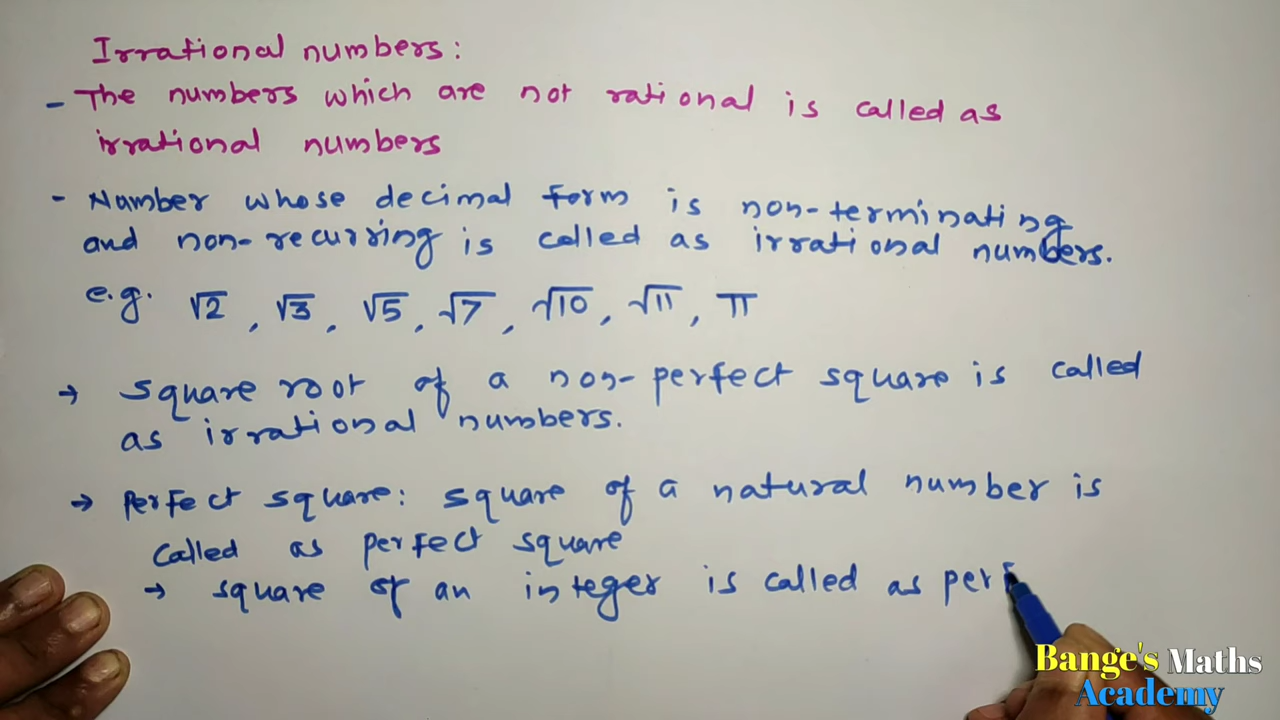 Irrational numbers:
- The numbers which are not rational is called as
irrational numbers
- Number whose decimal form is non-terminating
and non-recurring is called as irrational numbers.
e.g. √2, √3, √5, √7, √10, √11, π
→ square root of a non-perfect square is called
as irrational numbers.
→ Perfect square: square of a natural number is
called as perfect square
→ square of an integer is called as perf
Bange's Maths
Academy